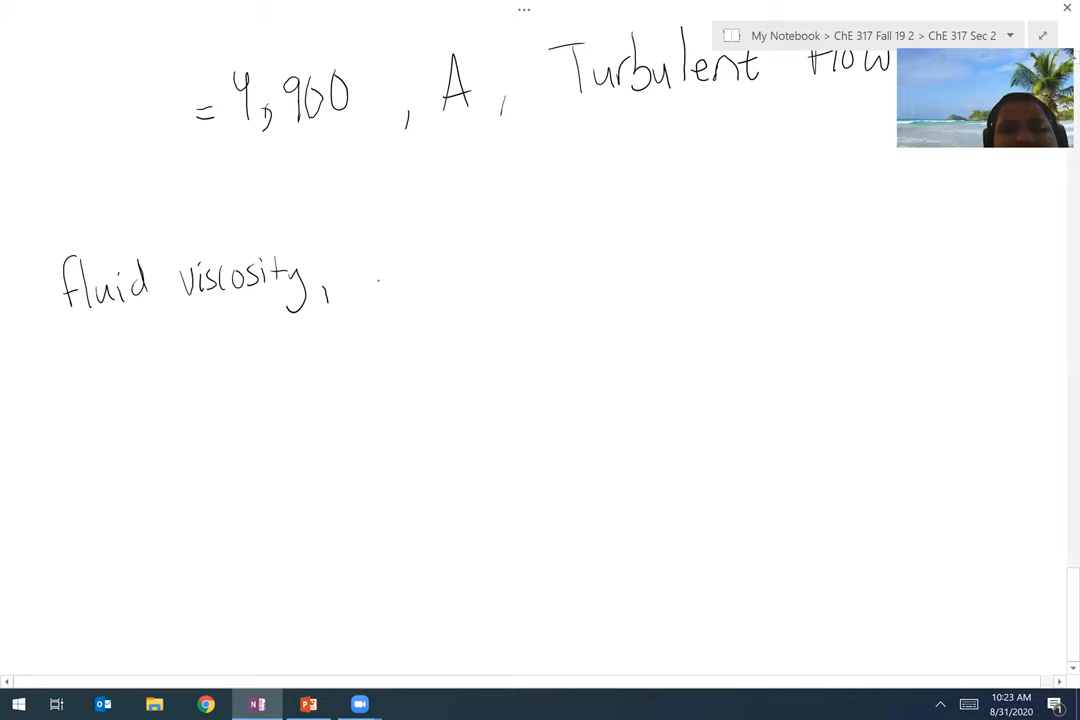 ...
My Notebook > ChE 317 Fall 19 2 > ChE 317 Sec 2
= 4,900 , A , Turbulent Flow
fluid viscosity,
10:23 AM
8/31/2020